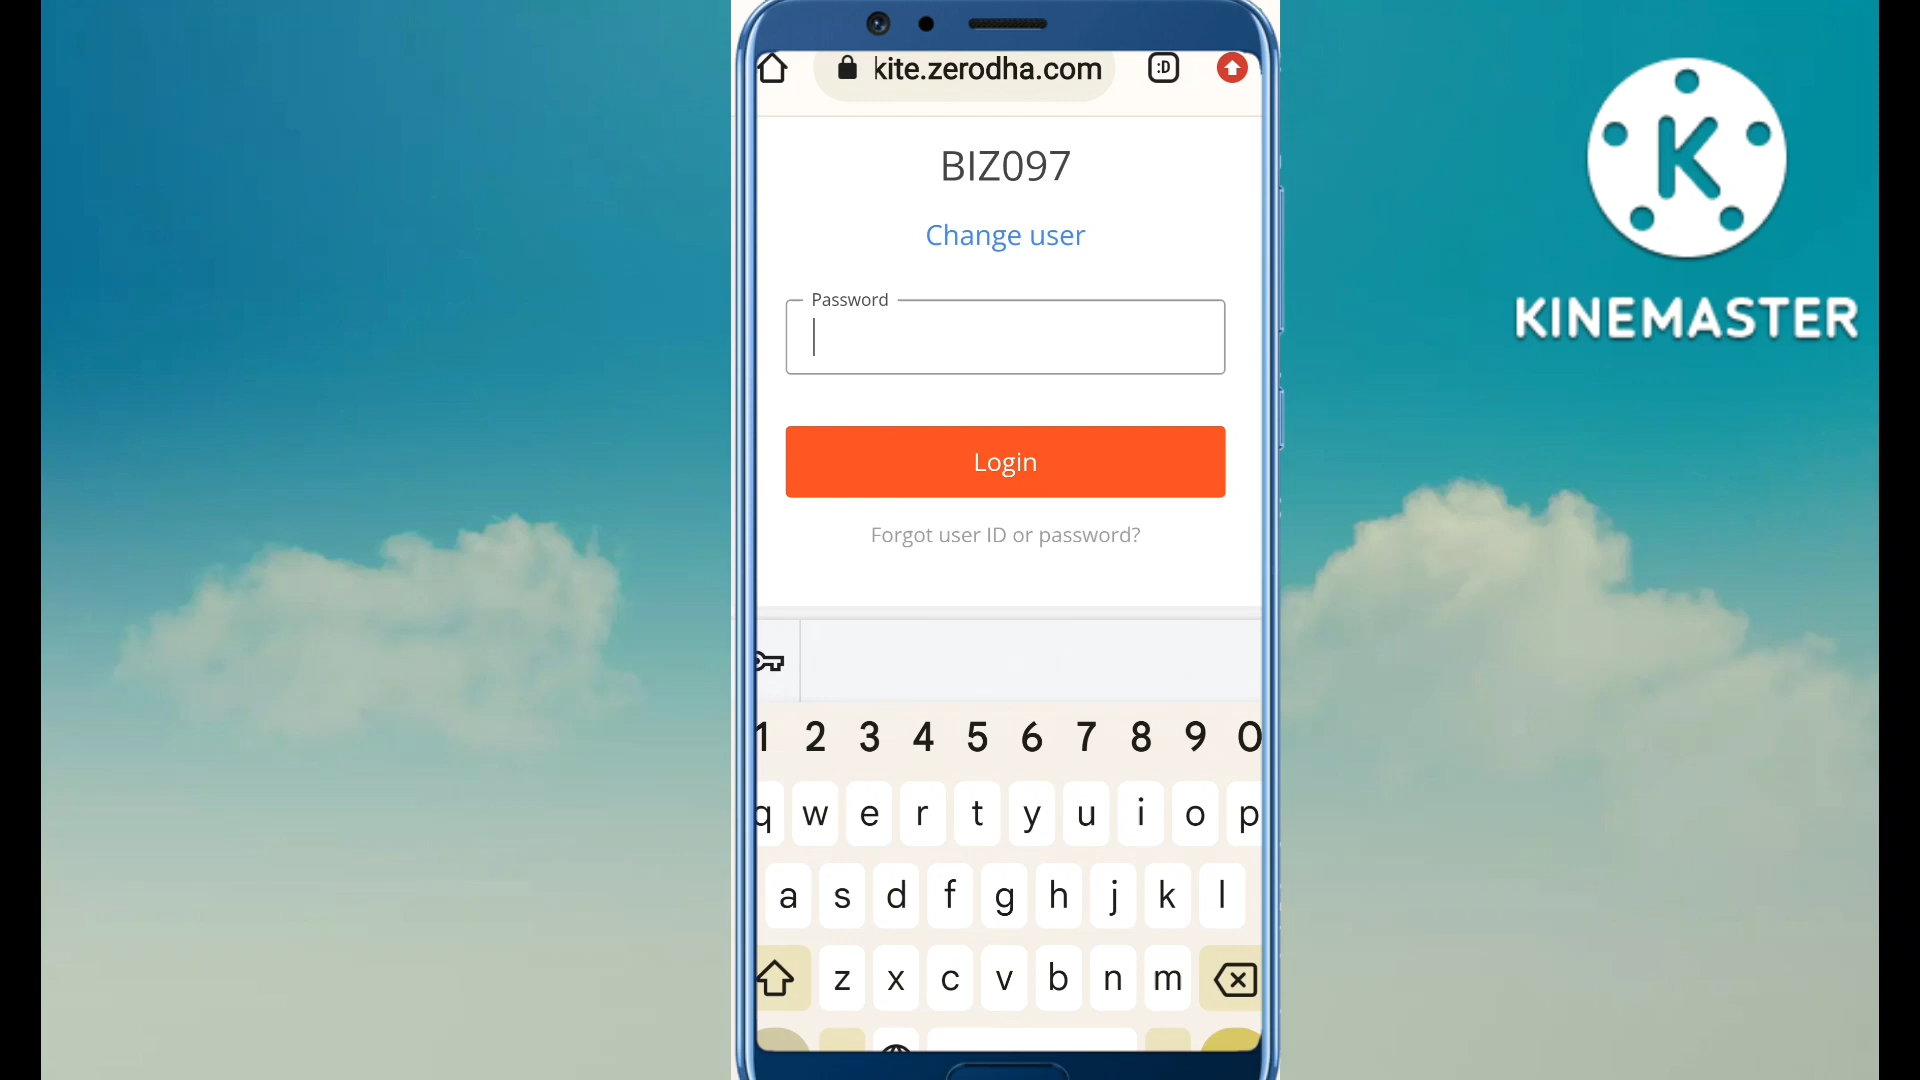 kite.zerodha.com
:D
BIZ097
Change user
Password
Login
Forgot user ID or password?
1 2 3 4 5 6 7 8 9 0
q w e r t y u i o p
a s d f g h j k l
z x c v b n m
K
KINEMASTER